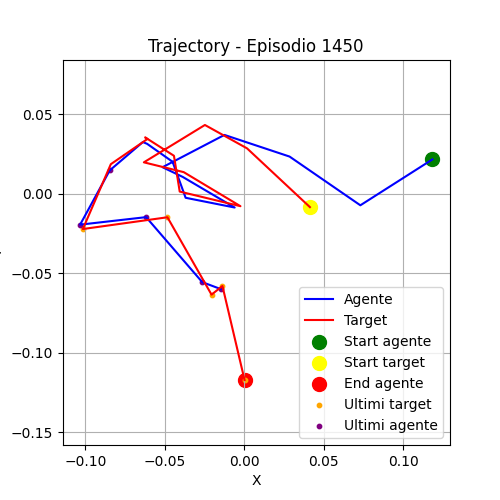 Trajectory - Episodio 1450
0.05
0.00
−0.05
−0.10
−0.15
−0.10
−0.05
0.00
0.05
0.10
X
Agente
Target
Start agente
Start target
End agente
Ultimi target
Ultimi agente